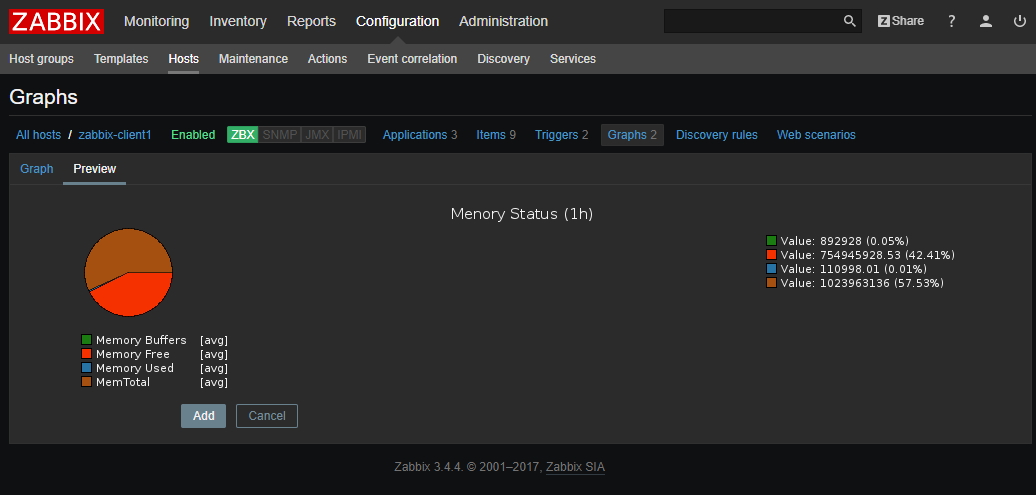 ZABBIX Monitoring Inventory Reports Configuration Administration Z Share ?
Host groups Templates Hosts Maintenance Actions Event correlation Discovery Services
Graphs
All hosts / zabbix-client1 Enabled ZBX SNMP JMX IPMI Applications 3 Items 9 Triggers 2 Graphs 2 Discovery rules Web scenarios
Graph Preview
Menory Status (1h)
Value: 892928 (0.05%)
Value: 754945928.53 (42.41%)
Value: 110998.01 (0.01%)
Value: 1023963136 (57.53%)
Memory Buffers [avg]
Memory Free [avg]
Memory Used [avg]
MemTotal [avg]
Add Cancel
Zabbix 3.4.4. © 2001–2017, Zabbix SIA